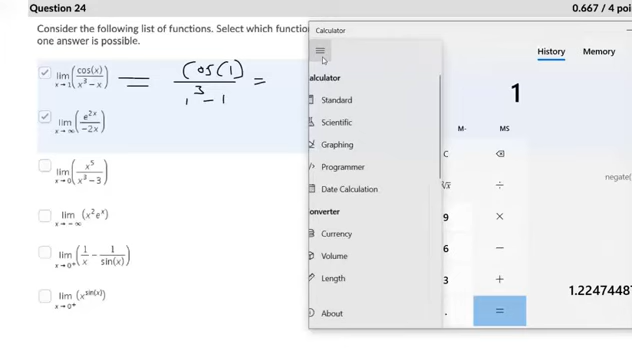 Question 24
0.667 / 4 poi
Consider the following list of functions. Select which function
one answer is possible.
lim x→1 (cos(x) / x³ − x) = cos(1) / 1³ − 1 =
lim x→∞ (e^2x / −2x)
lim x→0 (x⁵ / x³ − 3)
lim x→−∞ (x²eˣ)
lim x→0⁺ (1/x − 1/sin(x))
lim x→0⁺ (x^sin(x))
Calculator
alculator
Standard
Scientific
Graphing
Programmer
Date Calculation
onverter
Currency
Volume
Length
About
History Memory
1
M- MS
C
√x ÷
9 ×
6 −
3 +
. =
negate(
1.22474487